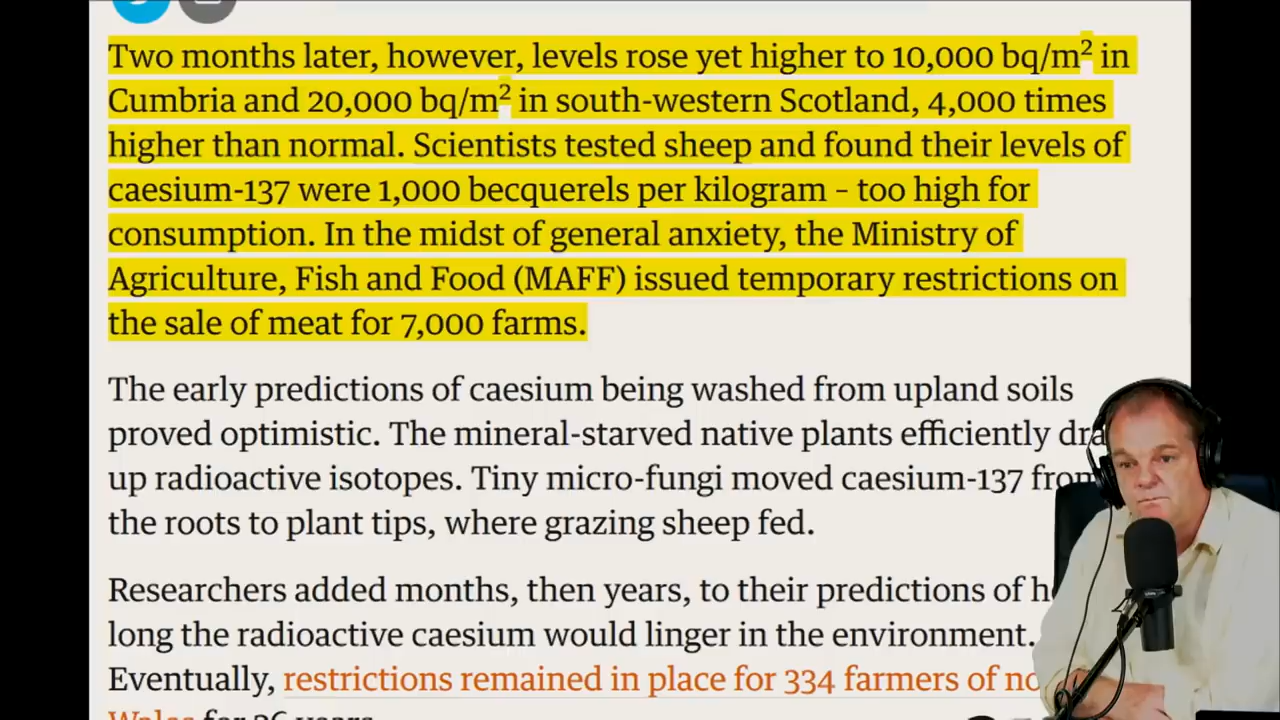 Two months later, however, levels rose yet higher to 10,000 bq/m² in
Cumbria and 20,000 bq/m² in south-western Scotland, 4,000 times
higher than normal. Scientists tested sheep and found their levels of
caesium-137 were 1,000 becquerels per kilogram – too high for
consumption. In the midst of general anxiety, the Ministry of
Agriculture, Fish and Food (MAFF) issued temporary restrictions on
the sale of meat for 7,000 farms.
The early predictions of caesium being washed from upland soils
proved optimistic. The mineral-starved native plants efficiently
up radioactive isotopes. Tiny micro-fungi moved caesium-137 from
the roots to plant tips, where grazing sheep fed.
Researchers added months, then years, to their predictions of
long the radioactive caesium would linger in the environment.
Eventually, restrictions remained in place for 334 farmers of
Wales for 26 years